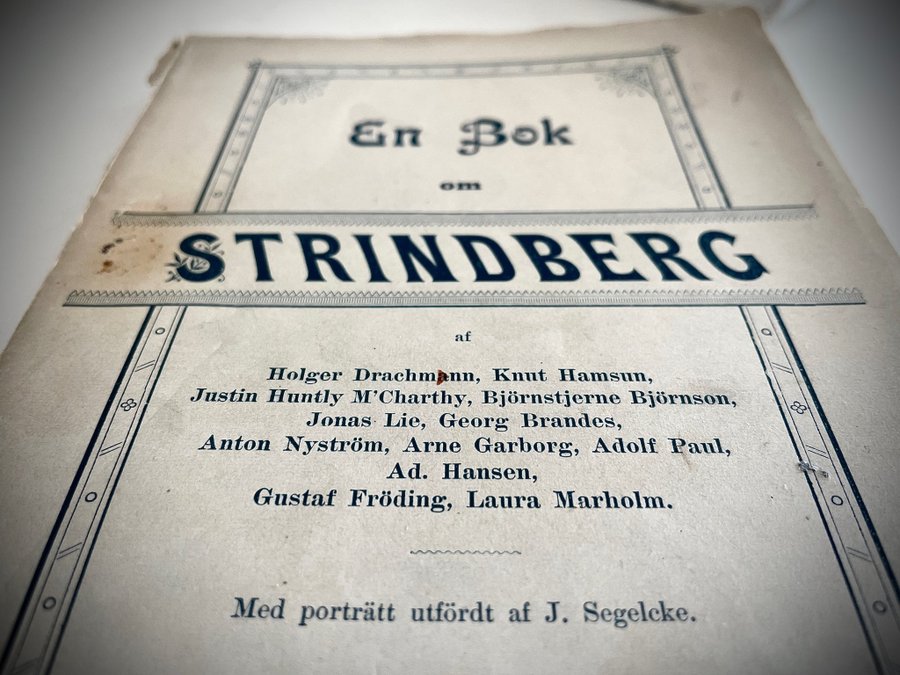 En Bok
om
STRINDBERG
af
Holger Drachmann, Knut Hamsun,
Justin Huntly M'Charthy, Björnstjerne Björnson,
Jonas Lie, Georg Brandes,
Anton Nyström, Arne Garborg, Adolf Paul,
Ad. Hansen,
Gustaf Fröding, Laura Marholm.
Med porträtt utfördt af J. Segelcke.